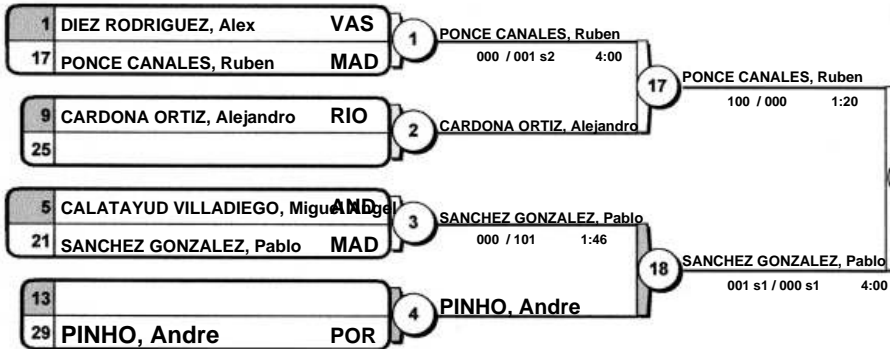 1 DIEZ RODRIGUEZ, Alex VAS
17 PONCE CANALES, Ruben MAD
1
PONCE CANALES, Ruben
000 / 001 s2 4:00
9 CARDONA ORTIZ, Alejandro RIO
25
2
CARDONA ORTIZ, Alejandro
17
PONCE CANALES, Ruben
100 / 000 1:20
5 CALATAYUD VILLADIEGO, Miguel Angel AND
21 SANCHEZ GONZALEZ, Pablo MAD
3
SANCHEZ GONZALEZ, Pablo
000 / 101 1:46
13
29 PINHO, Andre POR
4
PINHO, Andre
18
SANCHEZ GONZALEZ, Pablo
001 s1 / 000 s1 4:00